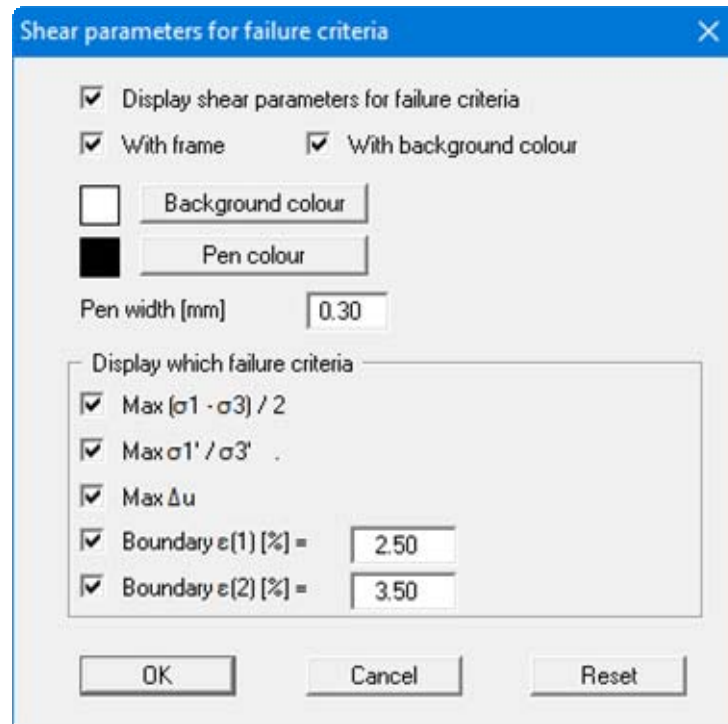 Shear parameters for failure criteria
Display shear parameters for failure criteria
With frame With background colour
Background colour
Pen colour
Pen width [mm] 0.30
Display which failure criteria
Max (σ1 - σ3) / 2
Max σ1' / σ3' .
Max Δu
Boundary ε(1) [%] = 2.50
Boundary ε(2) [%] = 3.50
OK Cancel Reset